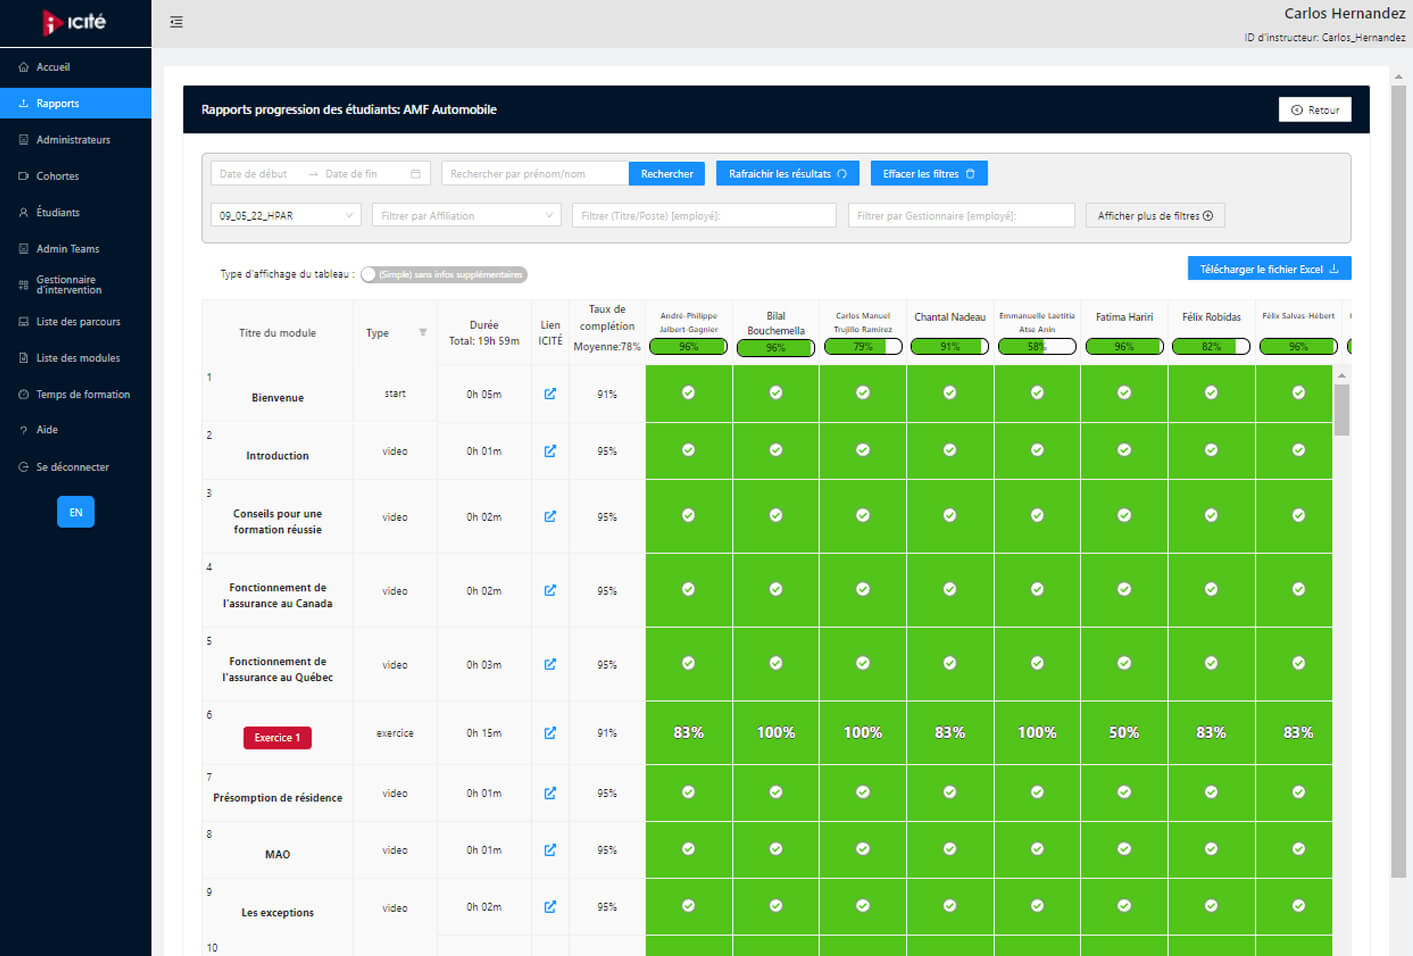 icité
Carlos Hernandez
ID d'instructeur: Carlos_Hernandez
Accueil
Rapports
Administrateurs
Cohortes
Étudiants
Admin Teams
Gestionnaire
d'intervention
Liste des parcours
Liste des modules
Temps de formation
Aide
Se déconnecter
EN
Rapports progression des étudiants: AMF Automobile
Retour
Date de début → Date de fin
Rechercher par prénom/nom
Rechercher
Rafraichir les résultats
Effacer les filtres
09_05_22_HPAR
Filtrer par Affiliation
Filtrer (Titre/Poste) [employé]:
Filtrer par Gestionnaire [employé]:
Afficher plus de filtres
Type d'affichage du tableau :
(Simple) sans infos supplémentaires
Télécharger le fichier Excel
Titre du module
Type
Durée
Total: 19h 59m
Lien
ICITÉ
Taux de
complétion
Moyenne:78%
André-Philippe
Jalbert-Gagnier
96%
Bilal
Bouchemella
96%
Carlos Manuel
Trujillo Ramirez
79%
Chantal Nadeau
91%
Emmanuelle Laetitia
Atse Anin
58%
Fatima Hariri
96%
Félix Robidas
82%
Félix Salvas-Hébert
96%
1
Bienvenue
start
0h 05m
91%
2
Introduction
video
0h 01m
95%
3
Conseils pour une
formation réussie
video
0h 02m
95%
4
Fonctionnement de
l'assurance au Canada
video
0h 02m
95%
5
Fonctionnement de
l'assurance au Québec
video
0h 03m
95%
6
Exercice 1
exercice
0h 15m
91%
83%
100%
100%
83%
100%
50%
83%
83%
7
Présomption de résidence
video
0h 01m
95%
8
MAO
video
0h 01m
95%
9
Les exceptions
video
0h 02m
95%
10